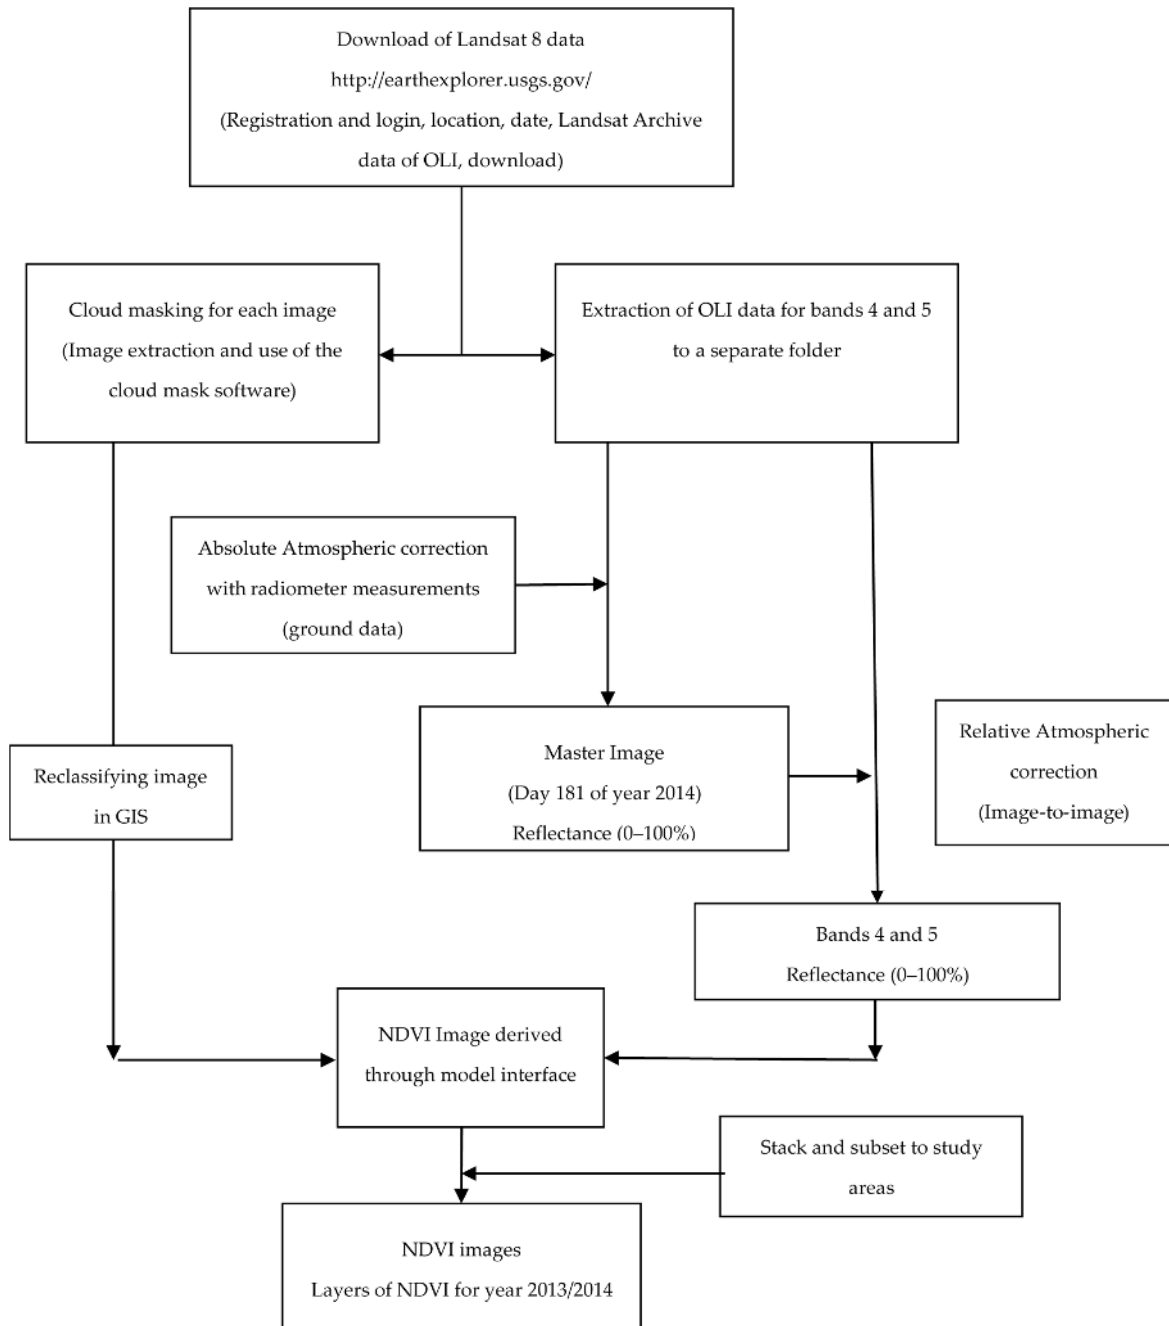 Download of Landsat 8 data
http://earthexplorer.usgs.gov/
(Registration and login, location, date, Landsat Archive
data of OLI, download)
Cloud masking for each image
(Image extraction and use of the
cloud mask software)
Extraction of OLI data for bands 4 and 5
to a separate folder
Absolute Atmospheric correction
with radiometer measurements
(ground data)
Master Image
(Day 181 of year 2014)
Reflectance (0–100%)
Relative Atmospheric
correction
(Image-to-image)
Reclassifying image
in GIS
Bands 4 and 5
Reflectance (0–100%)
NDVI Image derived
through model interface
Stack and subset to study
areas
NDVI images
Layers of NDVI for year 2013/2014